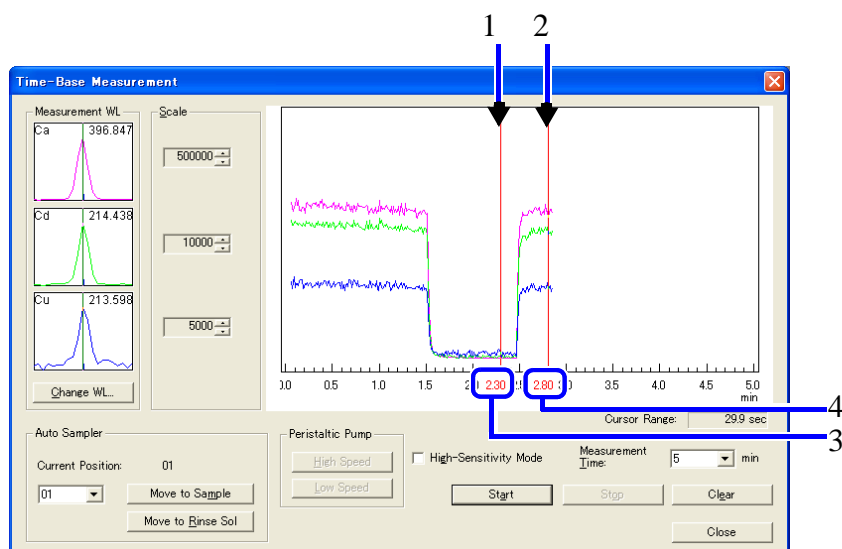 1 2
Time-Base Measurement
Measurement WL
Scale
Ca 396.847
500000
Cd 214.438
10000
Cu 213.598
5000
Change WL...
0.5 1.0 1.5 2.30 2.80 3.5 4.0 4.5 5.0
min
4
Cursor Range: 29.9 sec
3
Auto Sampler
Current Position: 01
01
Move to Sample
Move to Rinse Sol
Peristaltic Pump
High Speed
Low Speed
High-Sensitivity Mode
Measurement
Time:
5 min
Start Stop Clear
Close